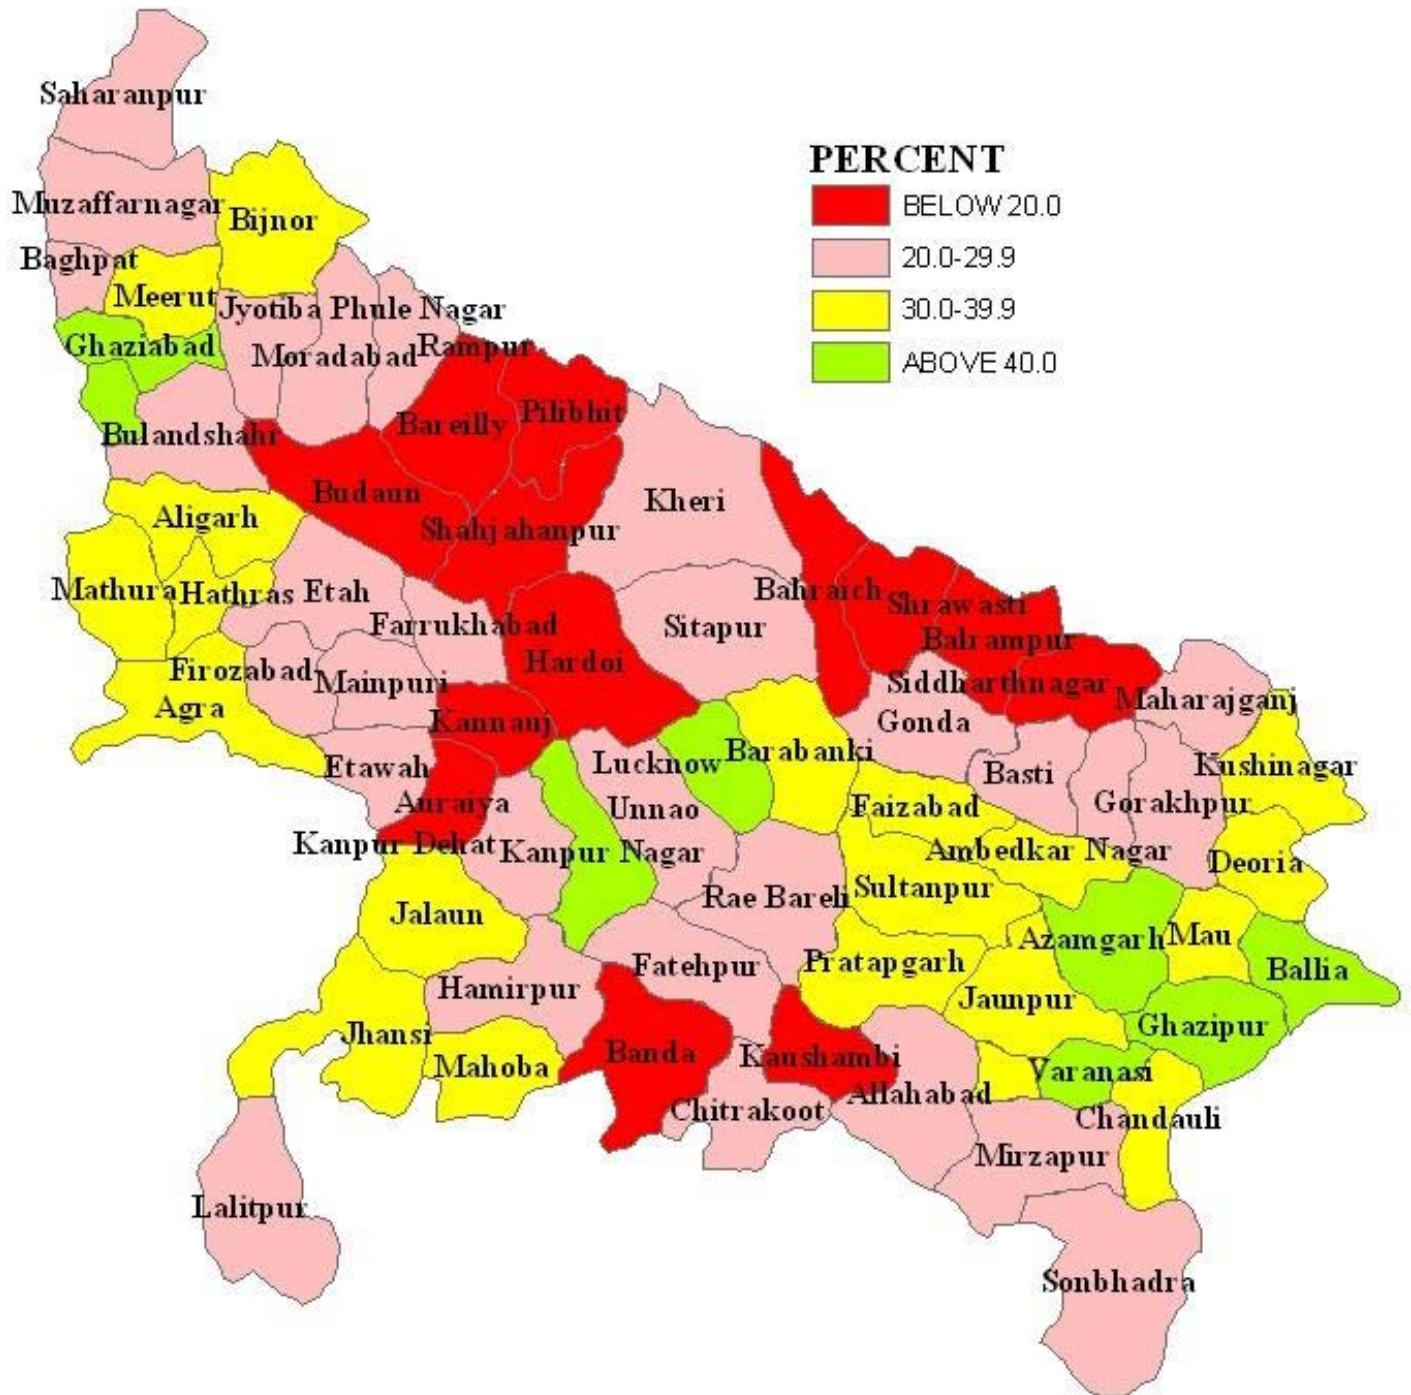 Saharanpur
PERCENT
BELOW 20.0
Muzaffarnagar
Bijnor
20.0-29.9
Baghpat
Meerut
Jyotiba Phule Nagar
30.0-39.9
Ghaziabad
Moradabad
Rampur
ABOVE 40.0
Bulandshahr
Bareilly
Pilibhit
Budaun
Kheri
Aligarh
Shahjahanpur
Mathura
Hathras
Etah
Bahraich
Shrawasti
Farrukhabad
Sitapur
Balrampur
Firozabad
Mainpuri
Hardoi
Siddharthnagar
Agra
Kannauj
Gonda
Maharajganj
Etawah
Lucknow
Barabanki
Basti
Kushinagar
Auraiya
Unnao
Faizabad
Gorakhpur
Kanpur Dehat
Kanpur Nagar
Ambedkar Nagar
Deoria
Jalaun
Rae Bareli
Sultanpur
Azamgarh
Mau
Hamirpur
Fatehpur
Pratapgarh
Jaunpur
Ballia
Jhansi
Ghazipur
Mahoba
Banda
Kaushambi
Varanasi
Chitrakoot
Allahabad
Chandauli
Mirzapur
Lalitpur
Sonbhadra